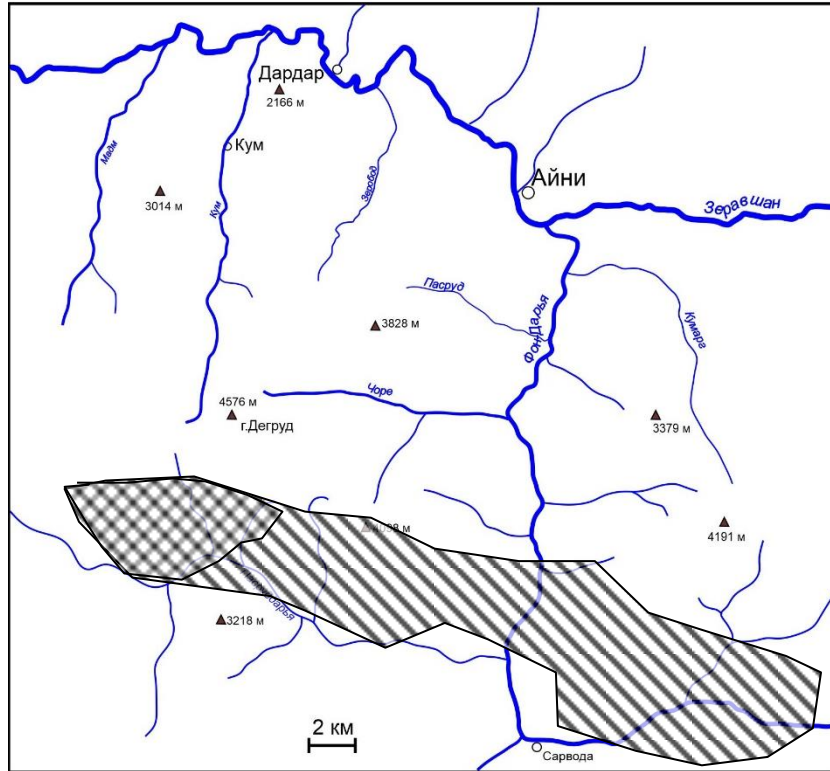 Дардар
2166 м
Кум
Мадм
Зеробод
Айни
3014 м
Кум
Зеравшан
Пасруд
3828 м
Фон-Дарья
Кумарг
4576 м
Чоре
г.Дегруд
3379 м
4191 м
3218 м
2 км
Сарвода